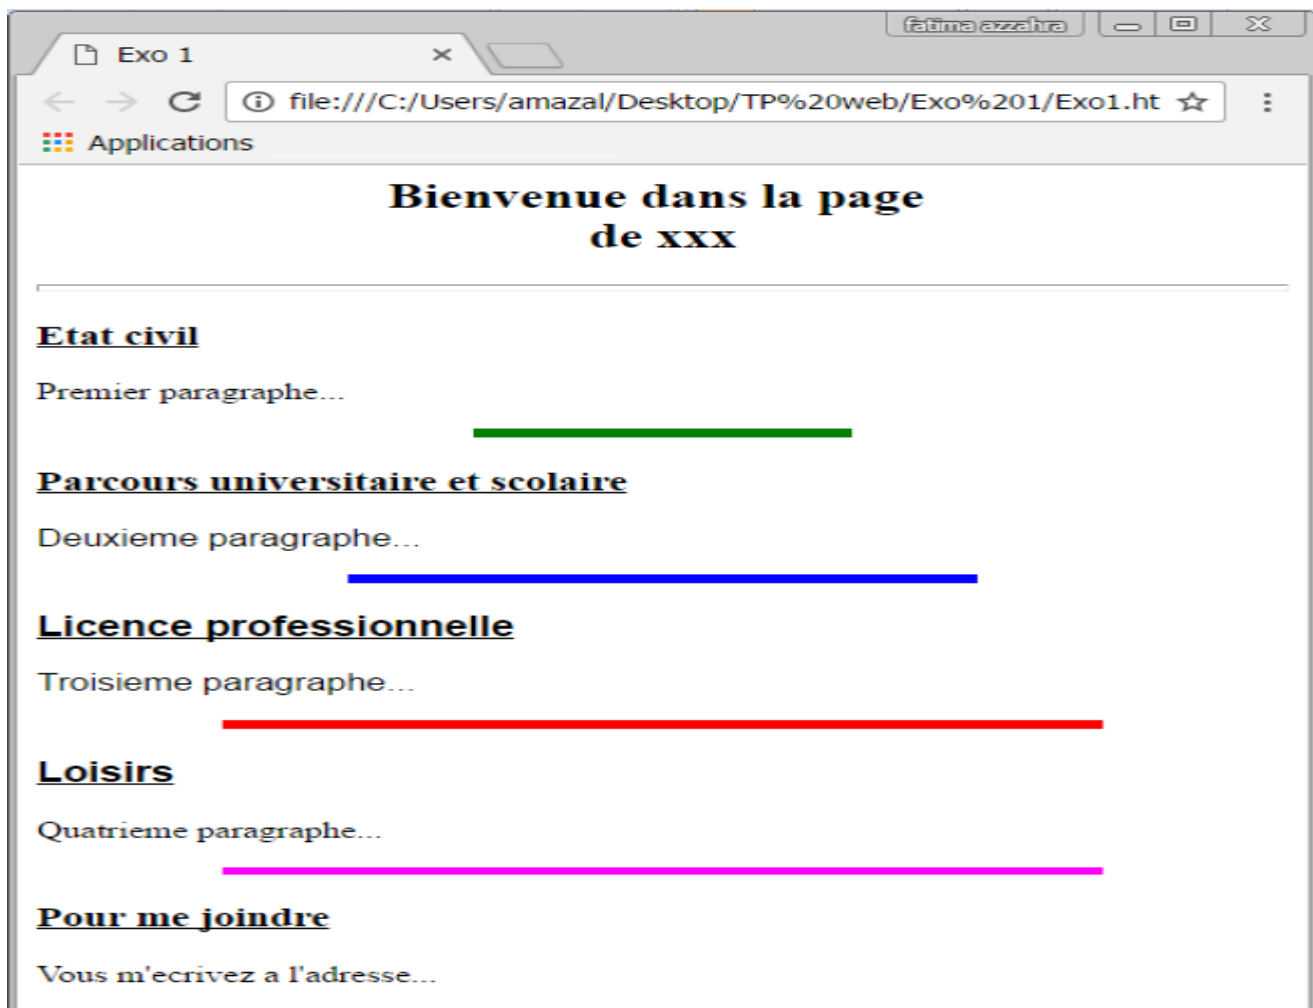 fatima azzahra
Exo 1
file:///C:/Users/amazal/Desktop/TP%20web/Exo%201/Exo1.ht
Applications
Bienvenue dans la page
de xxx
Etat civil
Premier paragraphe...
Parcours universitaire et scolaire
Deuxieme paragraphe...
Licence professionnelle
Troisieme paragraphe...
Loisirs
Quatrieme paragraphe...
Pour me joindre
Vous m'ecrivez a l'adresse...